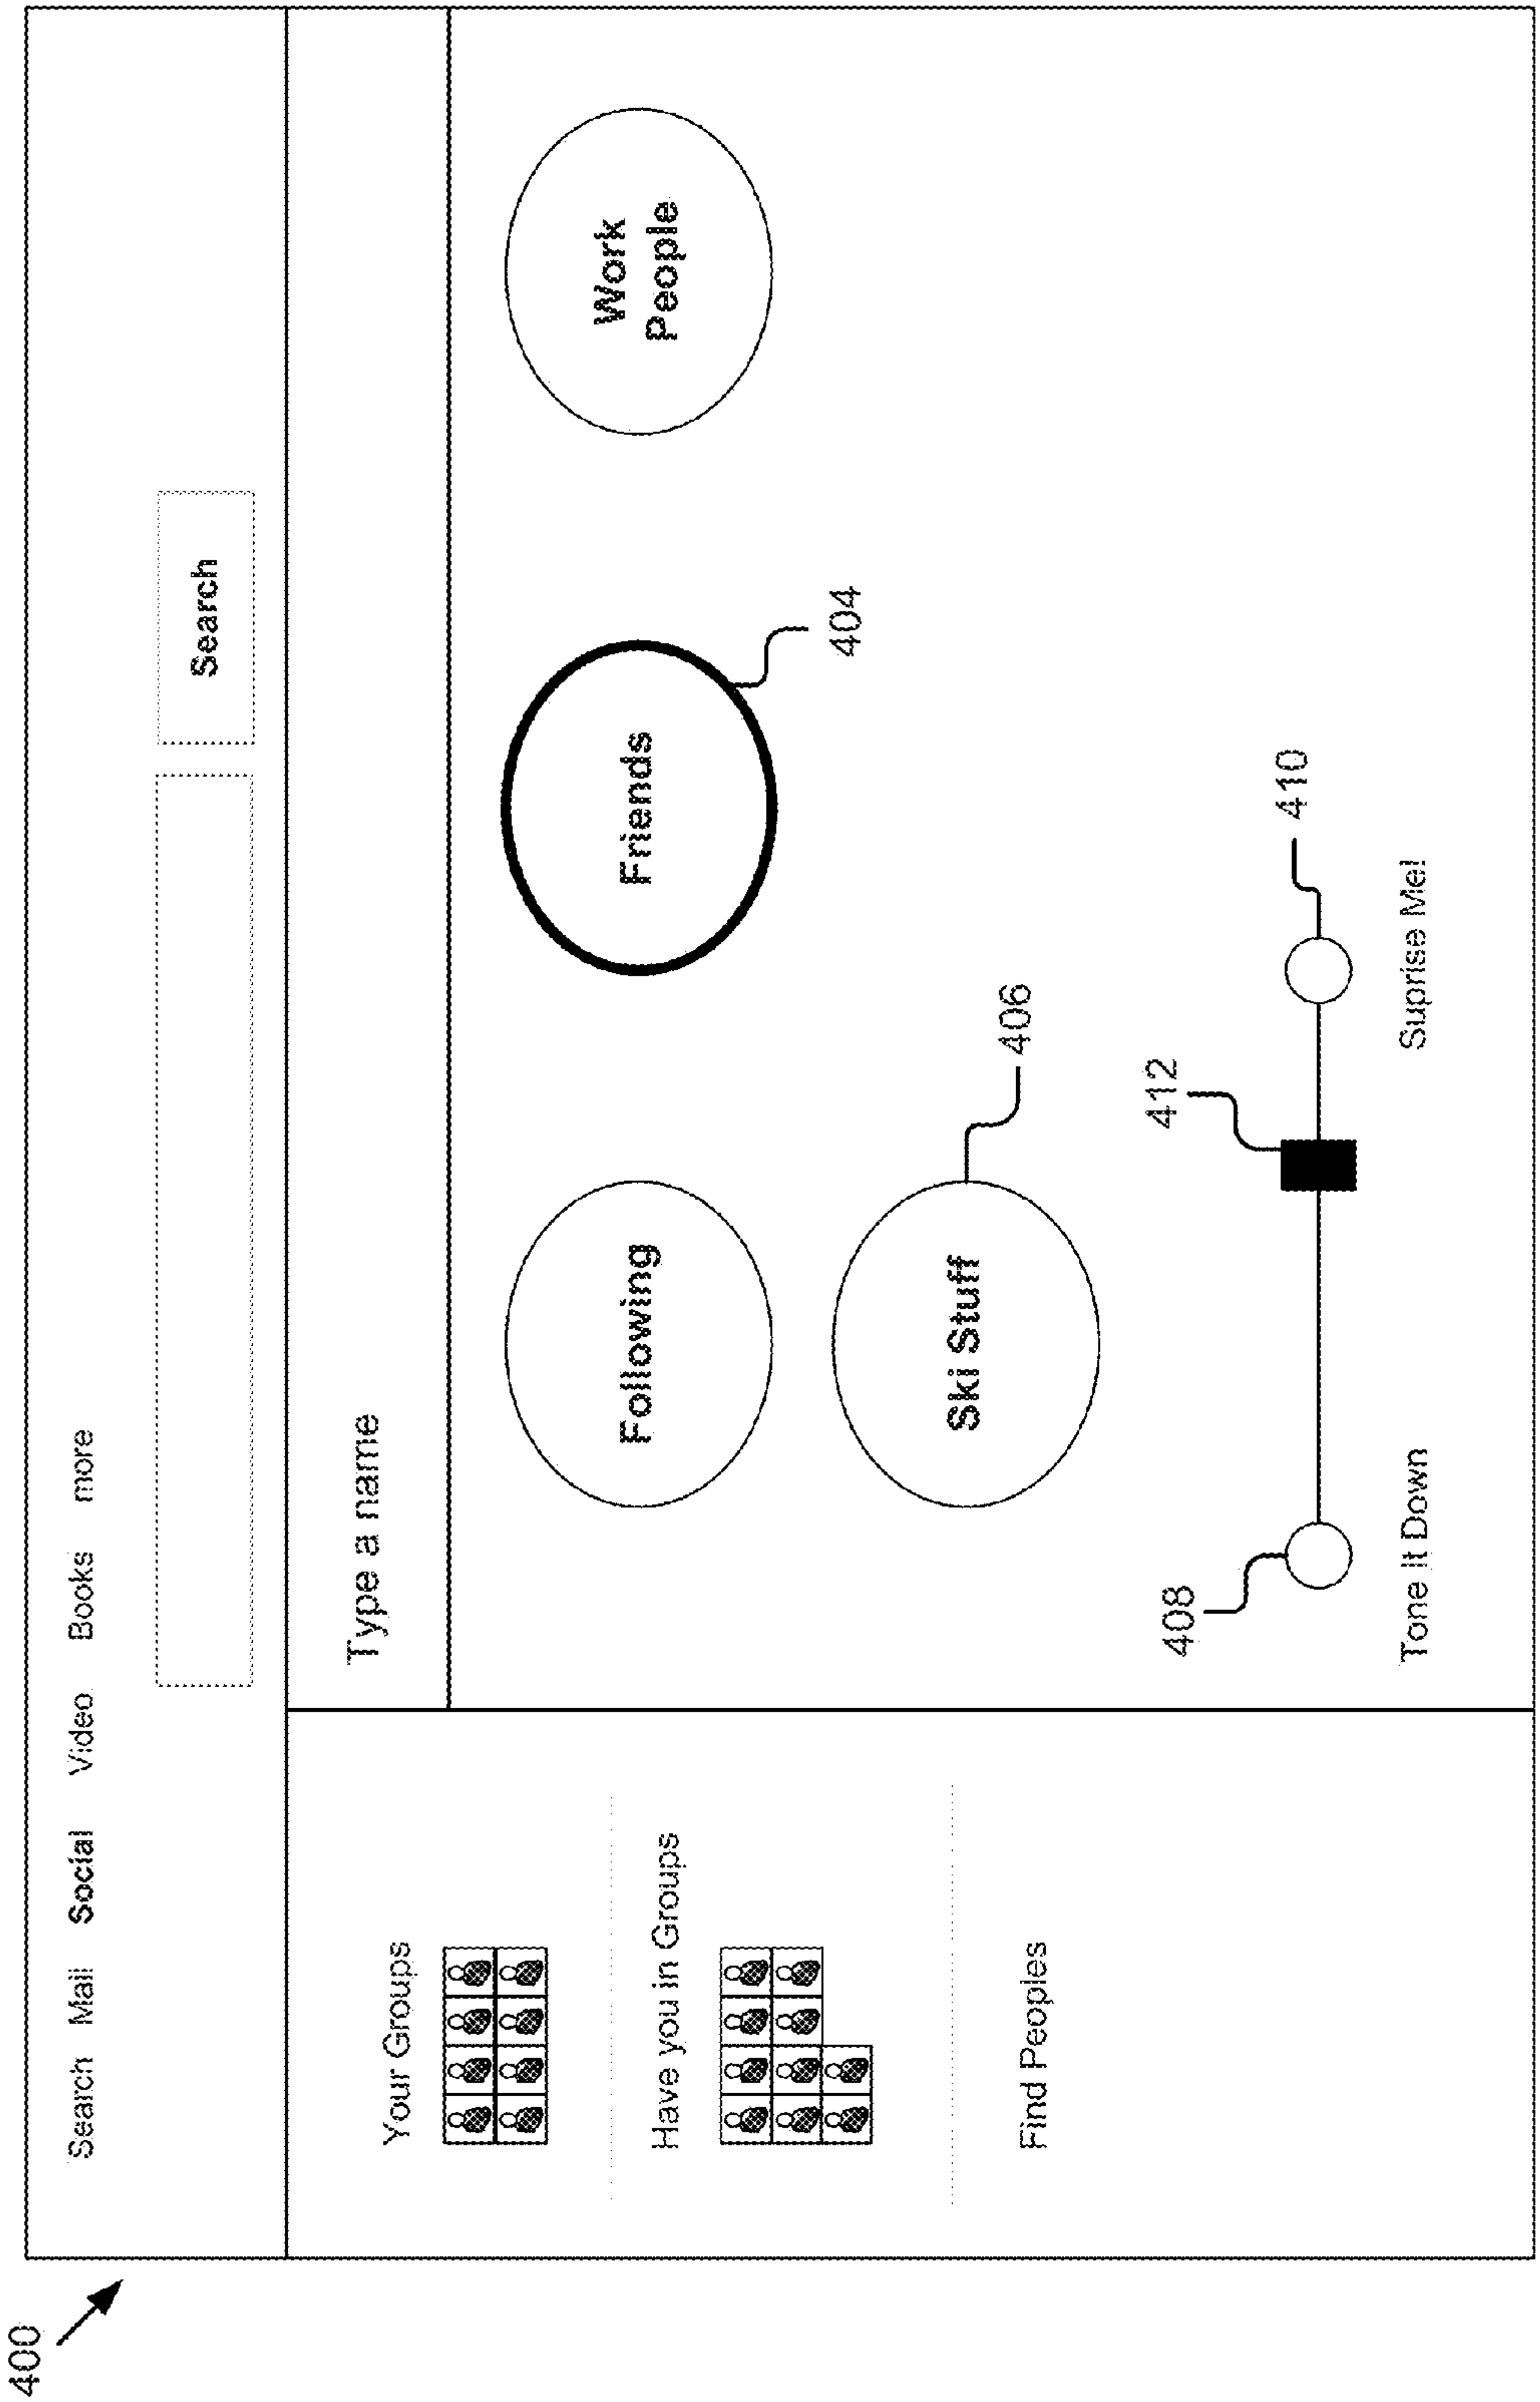 400
Search Mail Social Video Books more
Search
Type a name
Your Groups
Have you in Groups
Find Peoples
Following
Friends
404
Work
People
Ski Stuff
406
408
412
410
Tone It Down
Suprise Me!